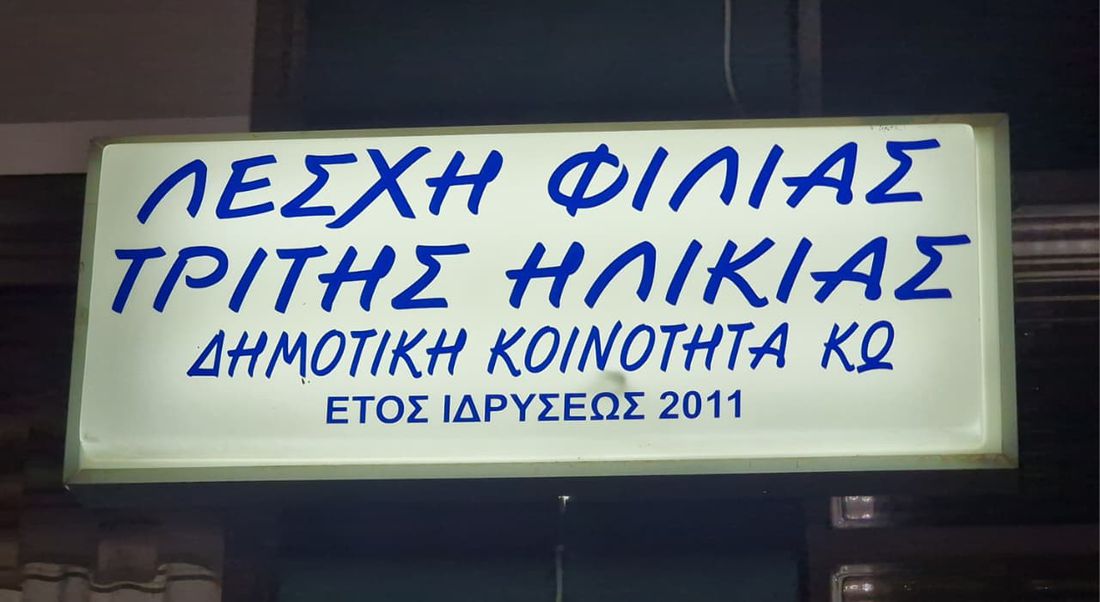 ΛΕΣΧΗ ΦΙΛΙΑΣ
ΤΡΙΤΗΣ ΗΛΙΚΙΑΣ
ΔΗΜΟΤΙΚΗ ΚΟΙΝΟΤΗΤΑ ΚΩ
ΕΤΟΣ ΙΔΡΥΣΕΩΣ 2011